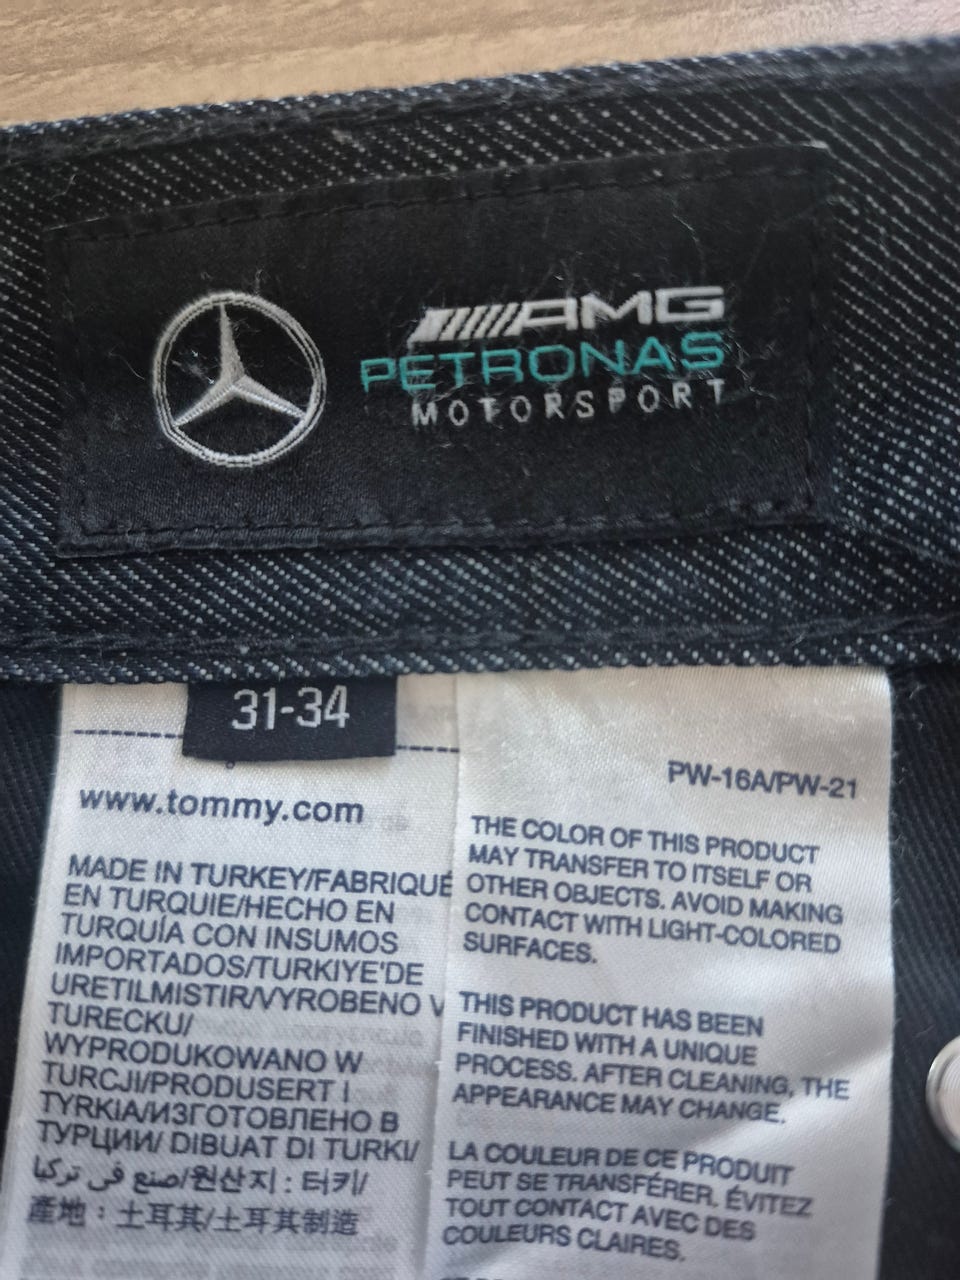 AMG
PETRONAS
MOTORSPORT
31-34
www.tommy.com
MADE IN TURKEY/FABRIQUÉ
EN TURQUIE/HECHO EN
TURQUÍA CON INSUMOS
IMPORTADOS/TURKIYE'DE
URETILMISTIR/VYROBENO V
TURECKU/
WYPRODUKOWANO W
TURCJI/PRODUSERT I
TYRKIA/ИЗГОТОВЛЕНО В
ТУРЦИИ/ DIBUAT DI TURKI/
صنع في تركيا/원산지 : 터키/
產地：土耳其/土耳其制造
PW-16A/PW-21
THE COLOR OF THIS PRODUCT
MAY TRANSFER TO ITSELF OR
OTHER OBJECTS. AVOID MAKING
CONTACT WITH LIGHT-COLORED
SURFACES.
THIS PRODUCT HAS BEEN
FINISHED WITH A UNIQUE
PROCESS. AFTER CLEANING, THE
APPEARANCE MAY CHANGE.
LA COULEUR DE CE PRODUIT
PEUT SE TRANSFÉRER. ÉVITEZ
TOUT CONTACT AVEC DES
COULEURS CLAIRES.